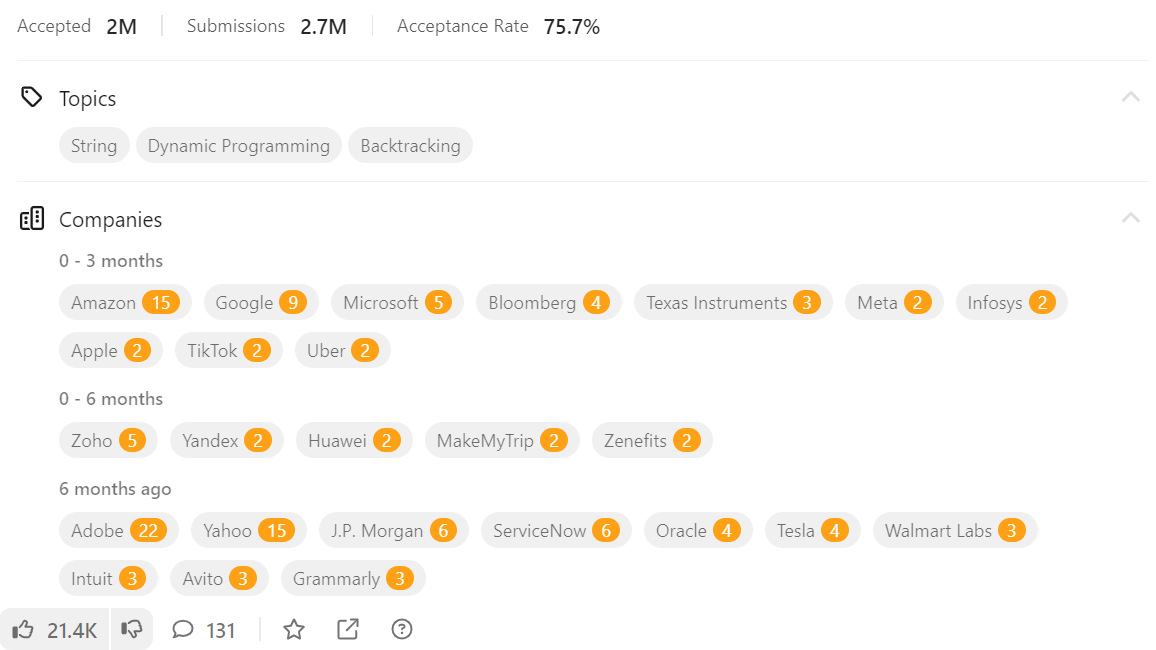 Accepted 2M Submissions 2.7M Acceptance Rate 75.7%
Topics
String Dynamic Programming Backtracking
Companies
0 - 3 months
Amazon 15 Google 9 Microsoft 5 Bloomberg 4 Texas Instruments 3 Meta 2 Infosys 2
Apple 2 TikTok 2 Uber 2
0 - 6 months
Zoho 5 Yandex 2 Huawei 2 MakeMyTrip 2 Zenefits 2
6 months ago
Adobe 22 Yahoo 15 J.P. Morgan 6 ServiceNow 6 Oracle 4 Tesla 4 Walmart Labs 3
Intuit 3 Avito 3 Grammarly 3
21.4K 131